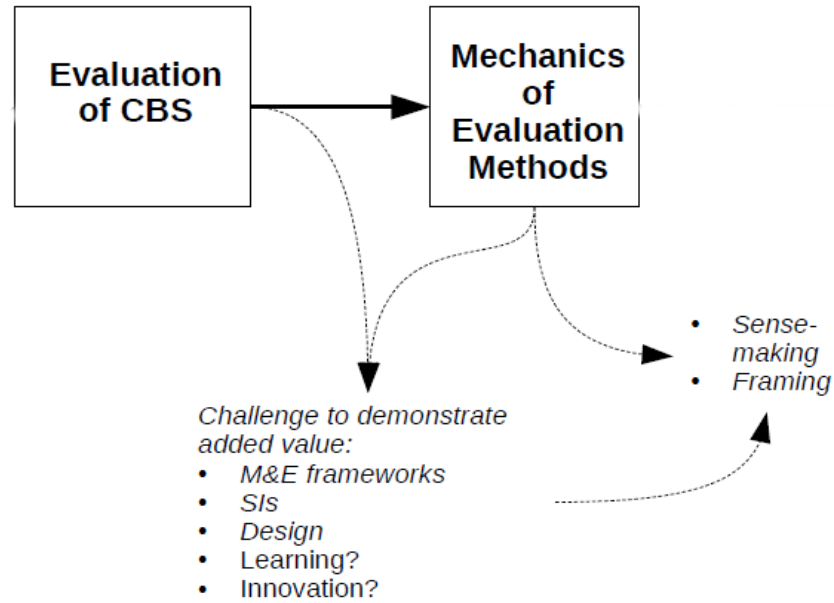 Evaluation
of CBS
Mechanics
of
Evaluation
Methods
• Sense-
making
• Framing
Challenge to demonstrate
added value:
• M&E frameworks
• SIs
• Design
• Learning?
• Innovation?